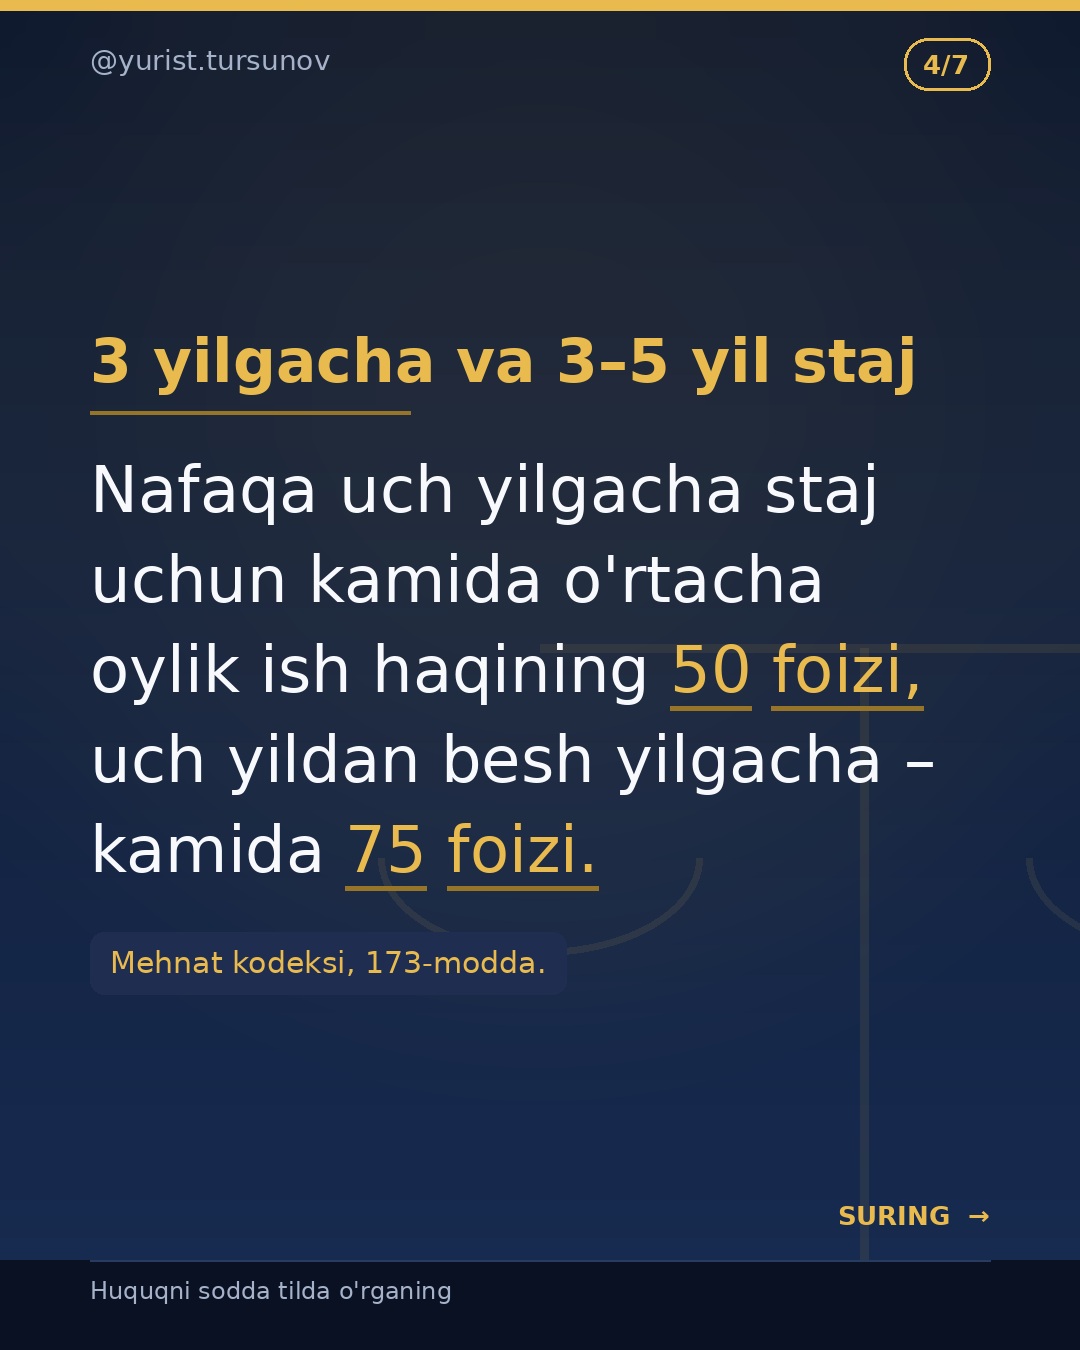 @yurist.tursunov
4/7
3 yilgacha va 3–5 yil staj
Nafaqa uch yilgacha staj
uchun kamida o'rtacha
oylik ish haqining 50 foizi,
uch yildan besh yilgacha –
kamida 75 foizi.
Mehnat kodeksi, 173-modda.
SURING →
Huquqni sodda tilda o'rganing